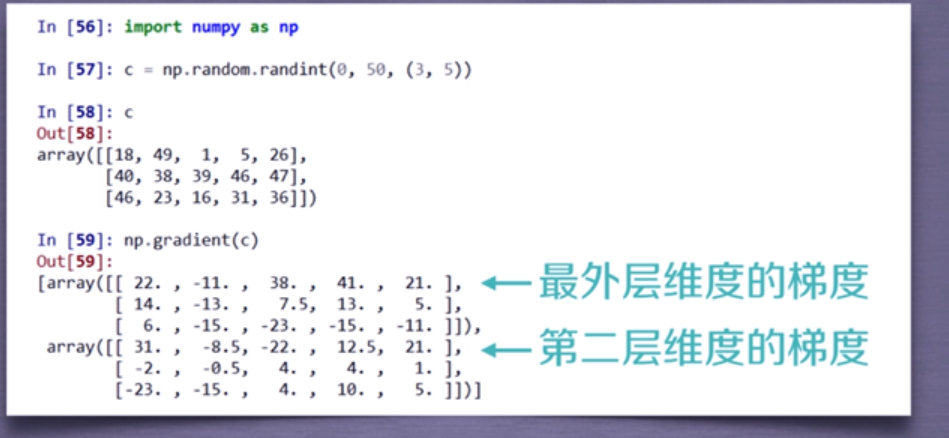 In [56]: import numpy as np
In [57]: c = np.random.randint(0, 50, (3, 5))
In [58]: c
Out[58]:
array([[18, 49,  1,  5, 26],
       [40, 38, 39, 46, 47],
       [46, 23, 16, 31, 36]])
In [59]: np.gradient(c)
Out[59]:
[array([[ 22. , -11. ,  38. ,  41. ,  21. ], 最外层维度的梯度
        [ 14. , -13. ,   7.5,  13. ,   5. ],
        [  6. , -15. , -23. , -15. , -11. ]]),
 array([[ 31. ,  -8.5, -22. ,  12.5,  21. ], 第二层维度的梯度
        [ -2. ,  -0.5,   4. ,   4. ,   1. ],
        [-23. , -15. ,   4. ,  10. ,   5. ]])]